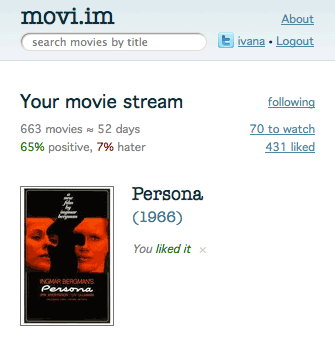 movi.im
About
search movies by title
ivana • Logout
Your movie stream
following
663 movies ≈ 52 days
70 to watch
65% positive, 7% hater
431 liked
Persona
(1966)
You liked it ×
a new
film
by
ingmar
bergman
INGMAR BERGMAN'S
Persona